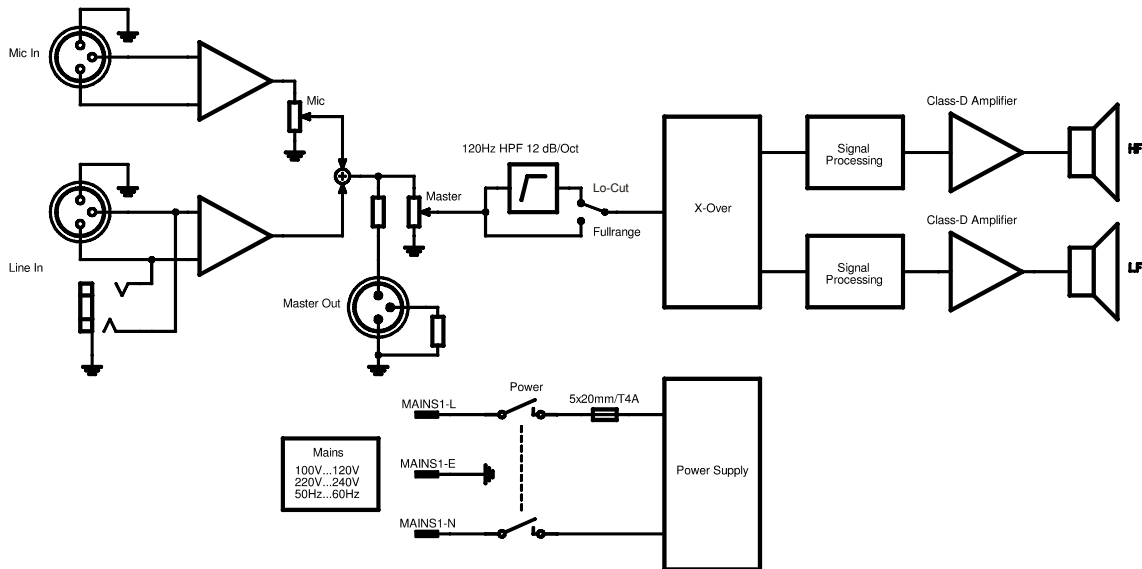 Mic In
Mic
Class-D Amplifier
120Hz HPF 12 dB/Oct
Signal
Processing
HF
Lo-Cut
Master
X-Over
Fullrange
Class-D Amplifier
Line In
Signal
Processing
LF
Master Out
Power
MAINS1-L
5x20mm/T4A
Mains
100V...120V
220V...240V
50Hz...60Hz
MAINS1-E
Power Supply
MAINS1-N